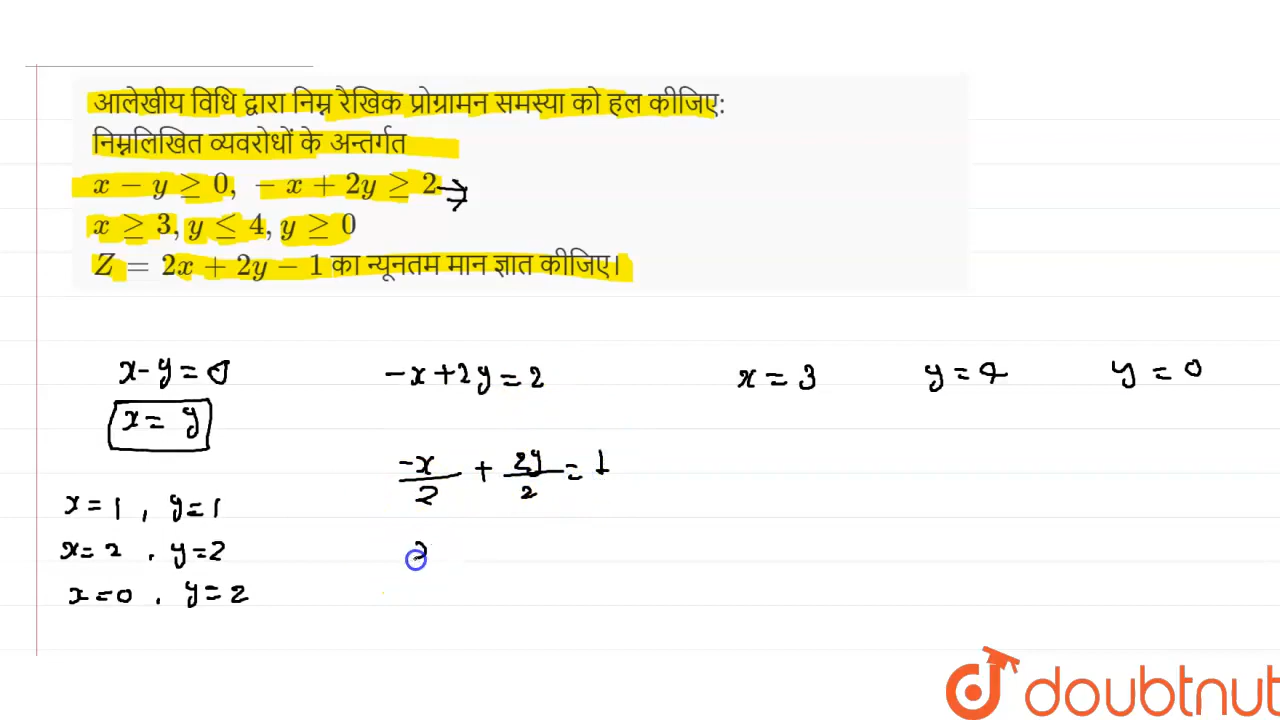 आलेखीय विधि द्वारा निम्न रैखिक प्रोग्रामन समस्या को हल कीजिए:
निम्नलिखित व्यवरोधों के अन्तर्गत
x − y ≥ 0, − x + 2y ≥ 2 →
x ≥ 3, y ≤ 4, y ≥ 0
Z = 2x + 2y − 1 का न्यूनतम मान ज्ञात कीजिए।
x - y = 0 -x + 2y = 2 x = 3 y = 4 y = 0
x = y
-x/2 + 2y/2 = 1
x = 1 , y = 1
x = 2 , y = 2
x = 0 , y = 2
doubtnut